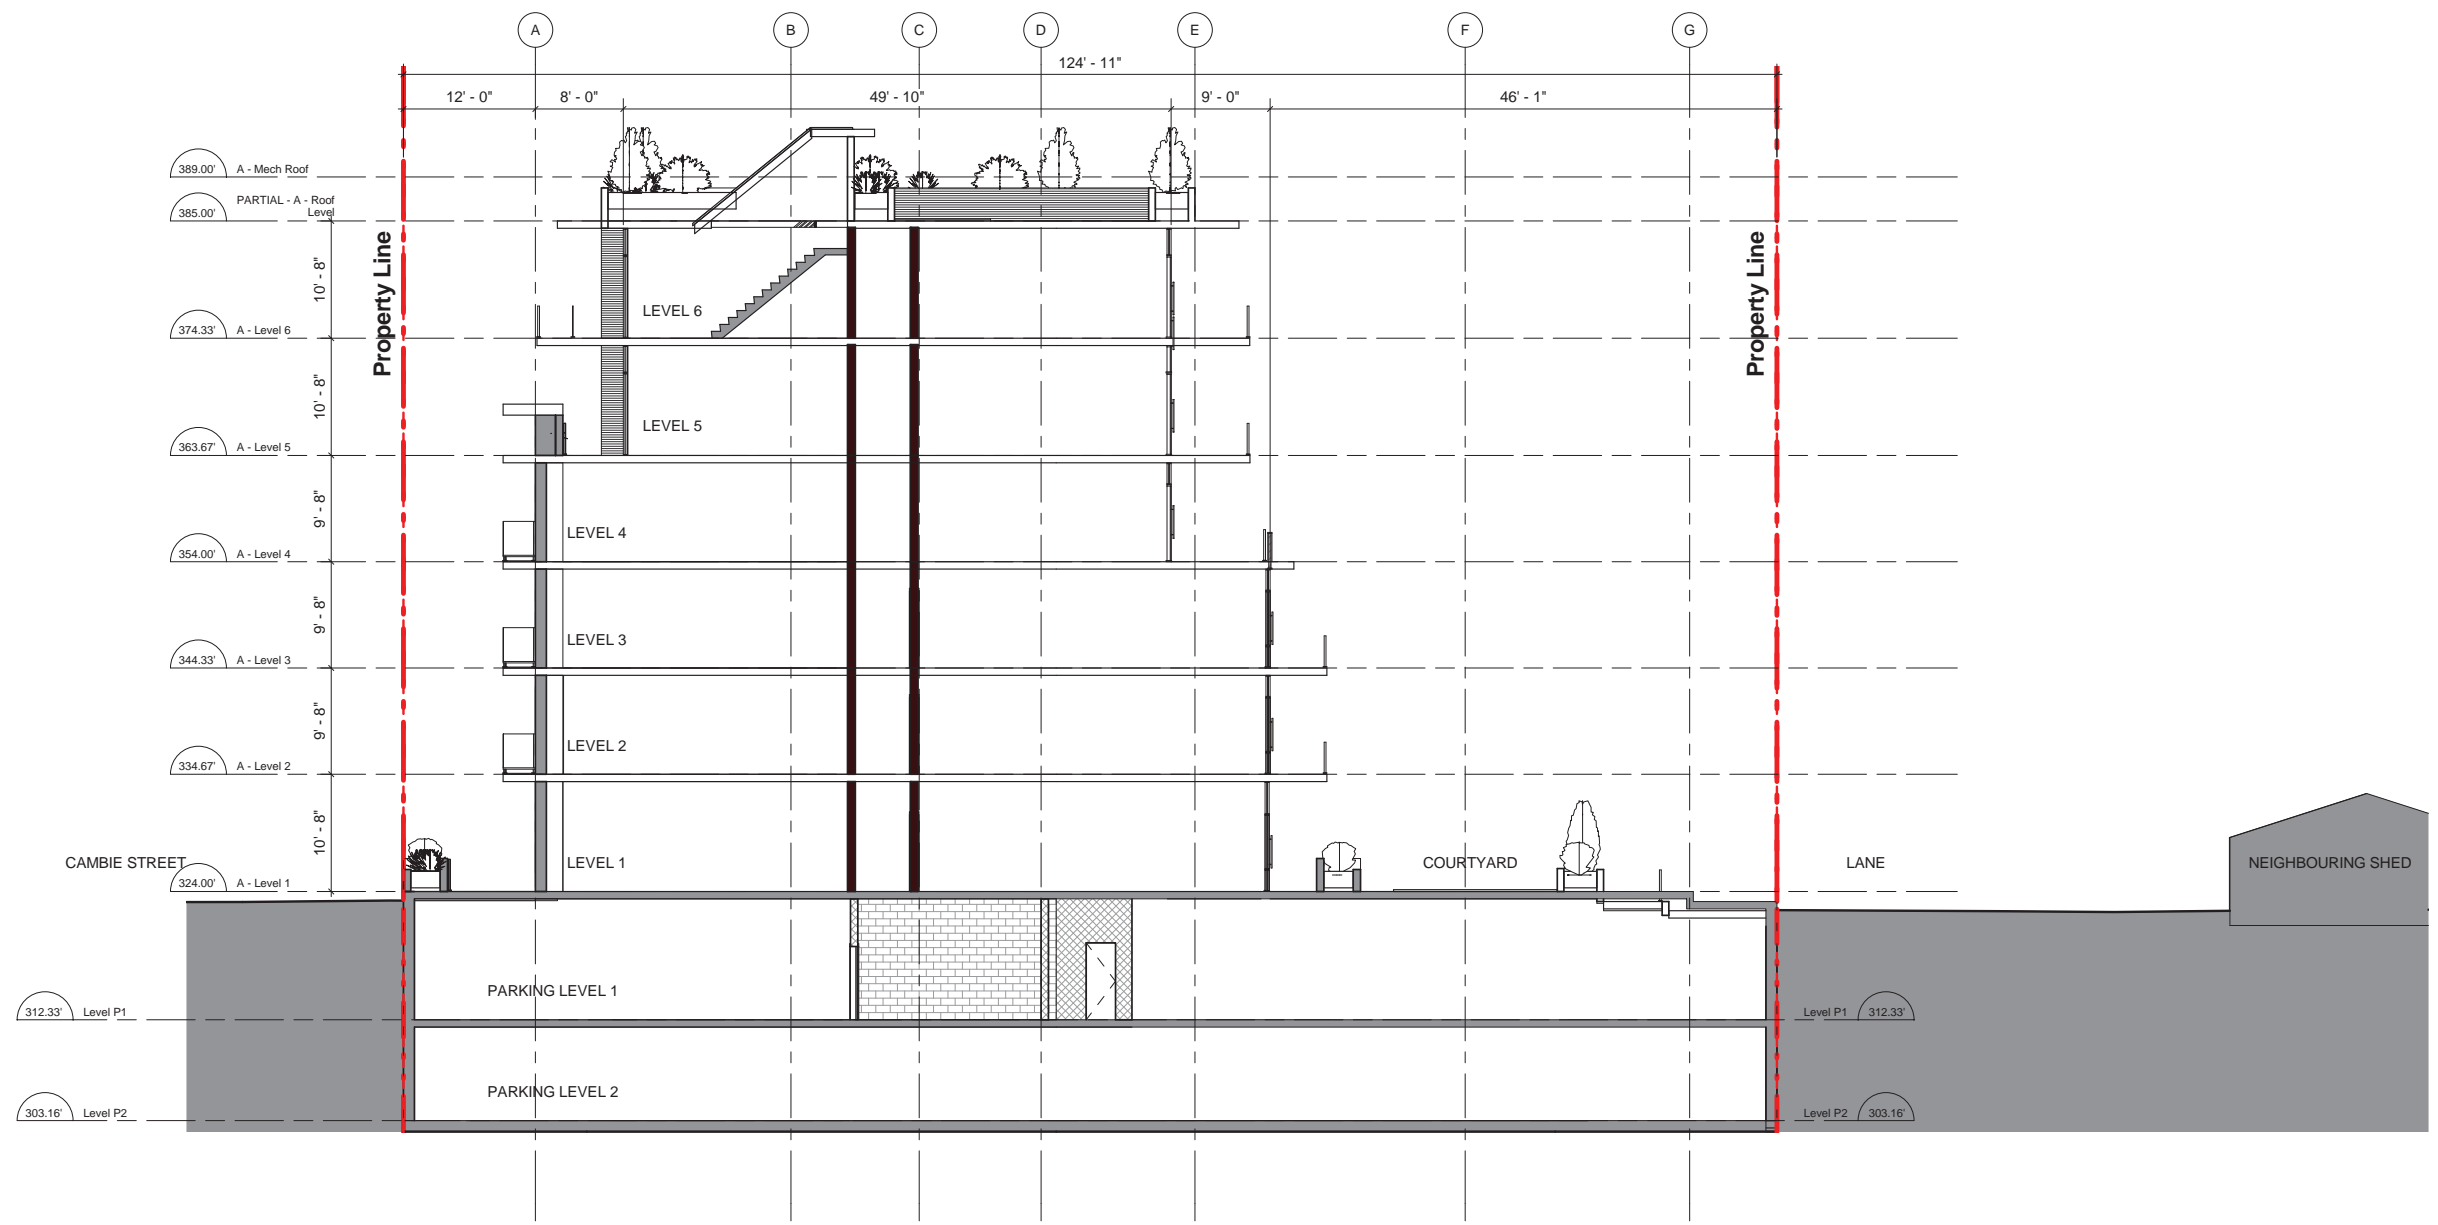 A B C D E F G
124' - 11"
12' - 0" 8' - 0" 49' - 10" 9' - 0" 46' - 1"
389.00' A - Mech Roof
PARTIAL - A - Roof
385.00' Level
Property Line
Property Line
10' - 8"
LEVEL 6
374.33' A - Level 6
10' - 8"
LEVEL 5
363.67' A - Level 5
9' - 8"
LEVEL 4
354.00' A - Level 4
9' - 8"
LEVEL 3
344.33' A - Level 3
9' - 8"
LEVEL 2
334.67' A - Level 2
10' - 8"
CAMBIE STREET LEVEL 1 COURTYARD LANE NEIGHBOURING SHED
324.00' A - Level 1
PARKING LEVEL 1
312.33' Level P1 Level P1 312.33'
PARKING LEVEL 2
303.16' Level P2 Level P2 303.16'